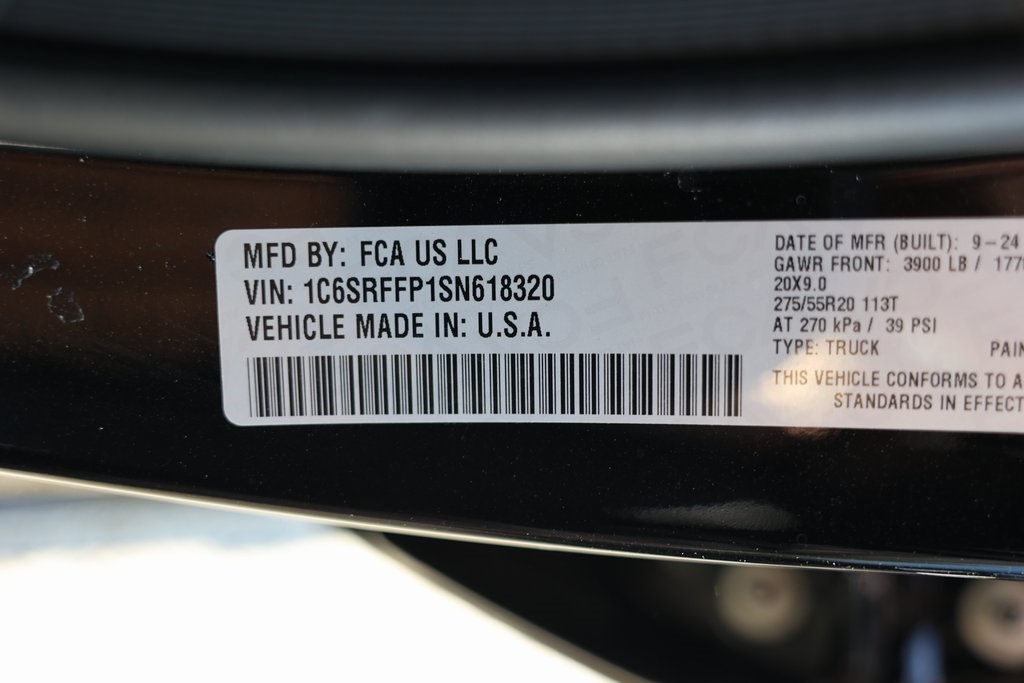 MFD BY: FCA US LLC
VIN: 1C6SRFFP1SN618320
VEHICLE MADE IN: U.S.A.
DATE OF MFR (BUILT): 9-24
GAWR FRONT: 3900 LB / 177
20X9.0
275/55R20 113T
AT 270 kPa / 39 PSI
TYPE: TRUCK PAIN
THIS VEHICLE CONFORMS TO A
STANDARDS IN EFFECT